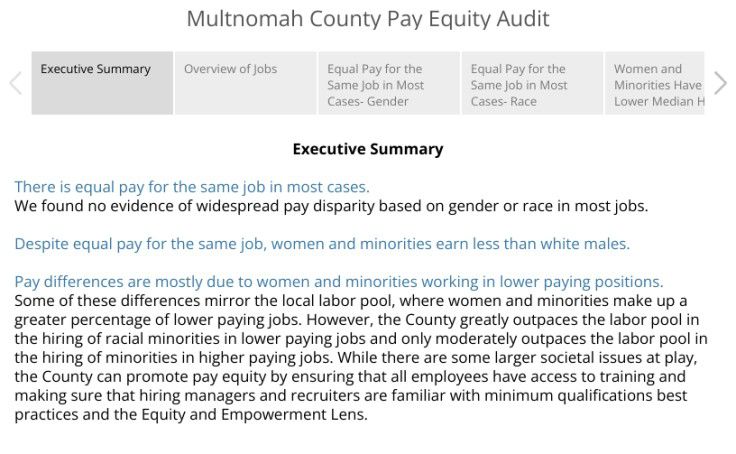 Multnomah County Pay Equity Audit
Executive Summary
Overview of Jobs
Equal Pay for the
Same Job in Most
Cases- Gender
Equal Pay for the
Same Job in Most
Cases- Race
Women and
Minorities Have
Lower Median H
Executive Summary
There is equal pay for the same job in most cases.
We found no evidence of widespread pay disparity based on gender or race in most jobs.
Despite equal pay for the same job, women and minorities earn less than white males.
Pay differences are mostly due to women and minorities working in lower paying positions.
Some of these differences mirror the local labor pool, where women and minorities make up a
greater percentage of lower paying jobs. However, the County greatly outpaces the labor pool in
the hiring of racial minorities in lower paying jobs and only moderately outpaces the labor pool in
the hiring of minorities in higher paying jobs. While there are some larger societal issues at play,
the County can promote pay equity by ensuring that all employees have access to training and
making sure that hiring managers and recruiters are familiar with minimum qualifications best
practices and the Equity and Empowerment Lens.